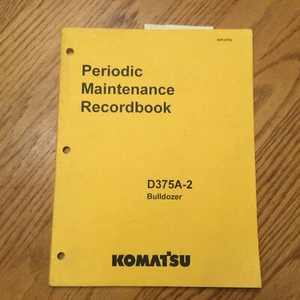 Periodic
Maintenance
Recordbook
D375A-2
Bulldozer
KOMATSU